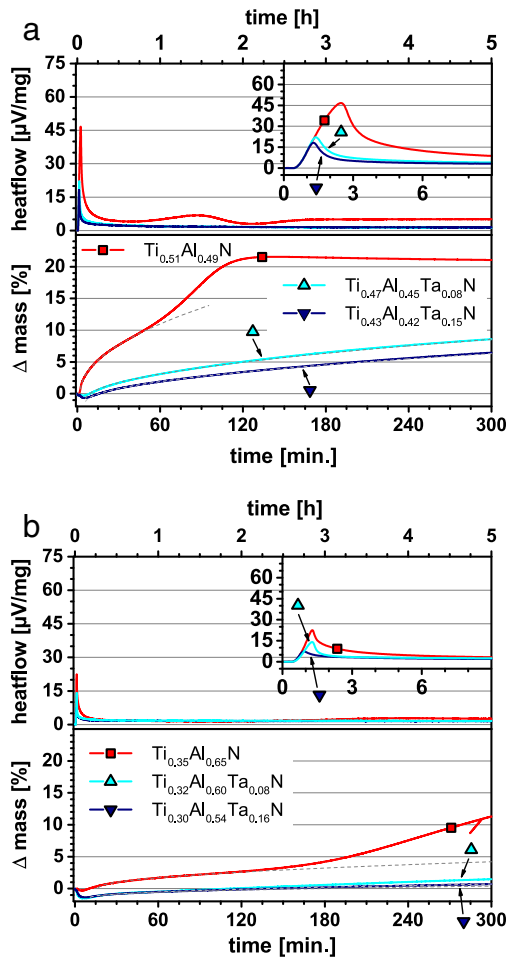 a
time [h]
0 1 2 3 4 5
heatflow [µV/mg]
75
60
45
30
15
0
60
45
30
15
0
0 3 6 9
Δ mass [%]
20
15
10
5
0
Ti0.51Al0.49N
Ti0.47Al0.45Ta0.08N
Ti0.43Al0.42Ta0.15N
0 60 120 180 240 300
time [min.]
b
time [h]
0 1 2 3 4 5
heatflow [µV/mg]
75
60
45
30
15
0
60
45
30
15
0
0 3 6 9
Δ mass [%]
20
15
10
5
0
Ti0.35Al0.65N
Ti0.32Al0.60Ta0.08N
Ti0.30Al0.54Ta0.16N
0 60 120 180 240 300
time [min.]